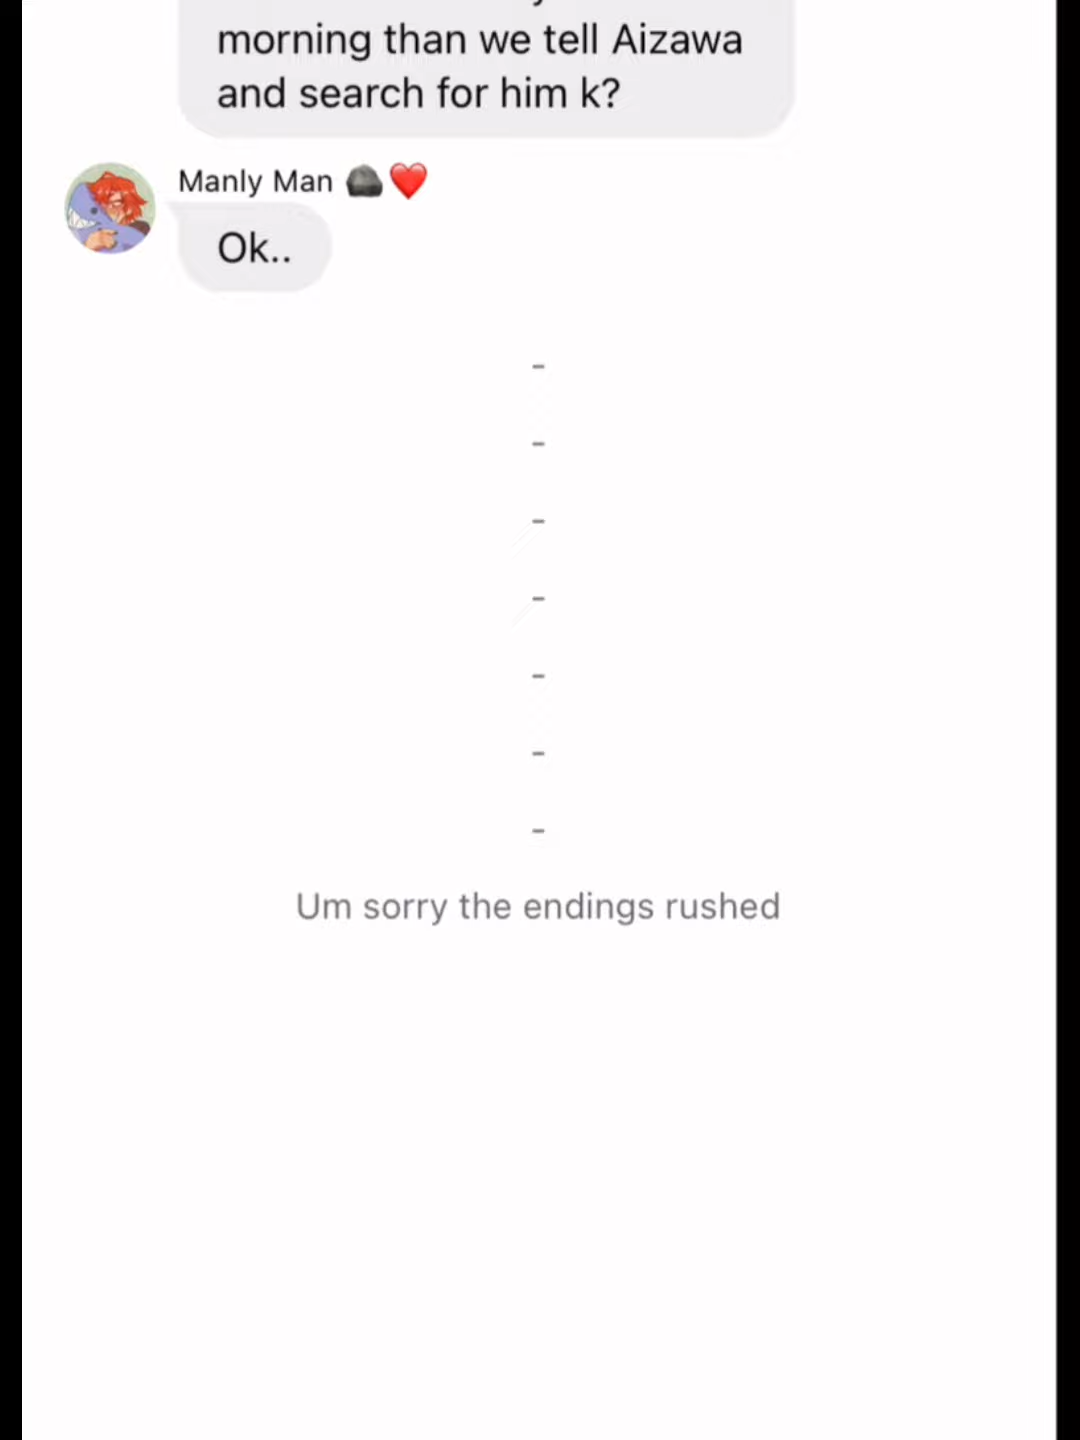 morning than we tell Aizawa
and search for him k?
Manly Man 🪨❤️
Ok..
-
-
-
-
-
-
-
Um sorry the endings rushed